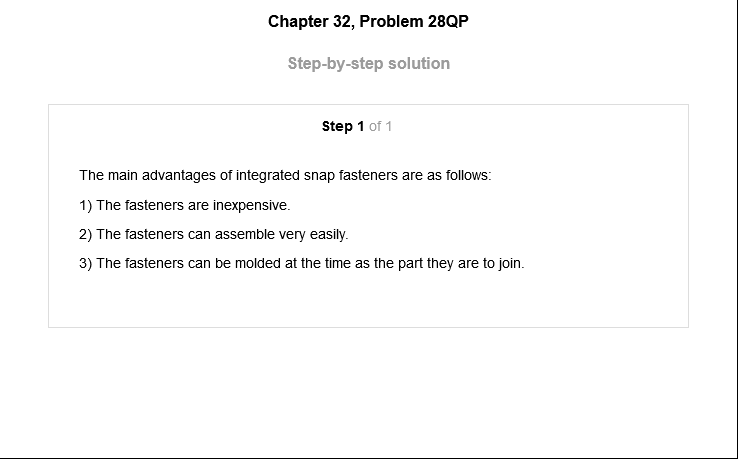 Chapter 32, Problem 28QP
Step-by-step solution
Step 1 of 1
The main advantages of integrated snap fasteners are as follows:
1) The fasteners are inexpensive.
2) The fasteners can assemble very easily.
3) The fasteners can be molded at the time as the part they are to join.